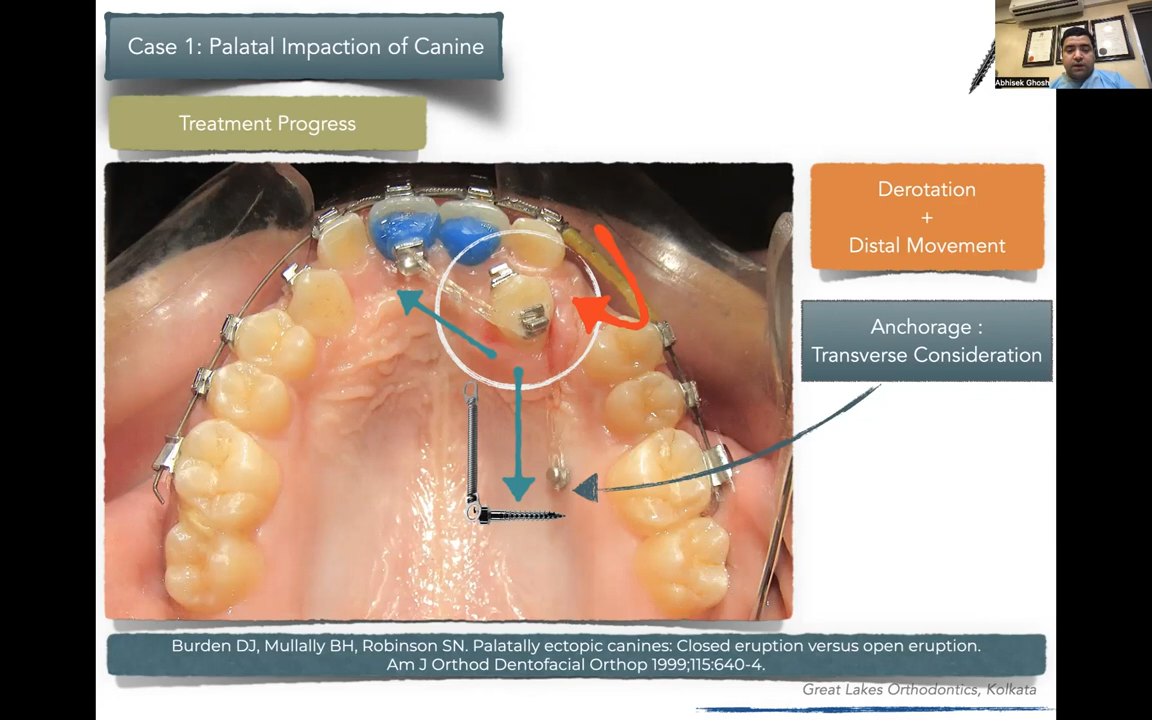 Case 1: Palatal Impaction of Canine
Abhisek Ghosh
Treatment Progress
Derotation
+
Distal Movement
Anchorage :
Transverse Consideration
Burden DJ, Mullally BH, Robinson SN. Palatally ectopic canines: Closed eruption versus open eruption.
Am J Orthod Dentofacial Orthop 1999;115:640-4.
Great Lakes Orthodontics, Kolkata